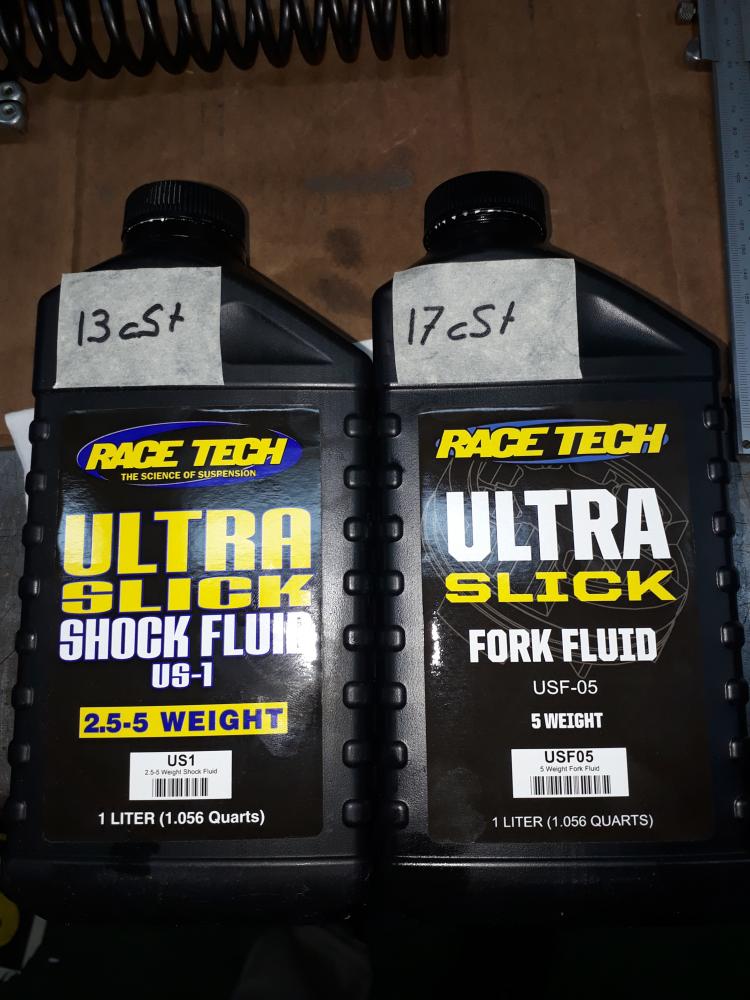 13 cSt
RACE TECH
THE SCIENCE OF SUSPENSION
ULTRA
SLICK
SHOCK FLUID
US-1
2.5-5 WEIGHT
US1
2.5-5 Weight Shock Fluid
1 LITER (1.056 Quarts)
17 cSt
RACE TECH
ULTRA
SLICK
FORK FLUID
USF-05
5 WEIGHT
USF05
5 Weight Fork Fluid
1 LITER (1.056 QUARTS)